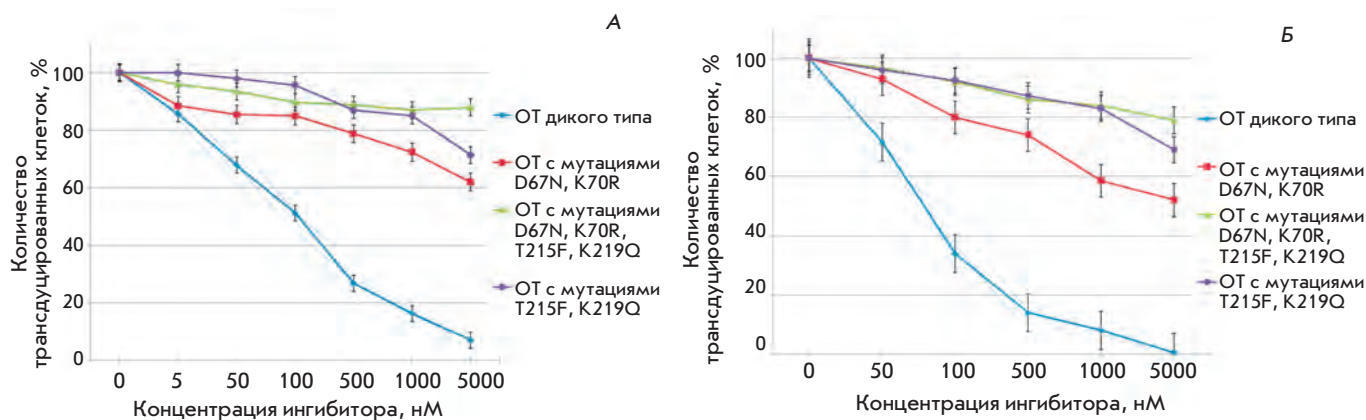 А
Количество
трансдуцированных клеток, %
100
80
60
40
20
0
0 5 50 100 500 1000 5000
Концентрация ингибитора, нМ
ОТ дикого типа
ОТ с мутациями
D67N, K70R
ОТ с мутациями
D67N, K70R,
T215F, K219Q
ОТ с мутациями
T215F, K219Q
Б
Количество
трансдуцированных клеток, %
100
80
60
40
20
0
0 50 100 500 1000 5000
Концентрация ингибитора, нМ
ОТ дикого типа
ОТ с мутациями
D67N, K70R
ОТ с мутациями
D67N, K70R,
T215F, K219Q
ОТ с мутациями
T215F, K219Q